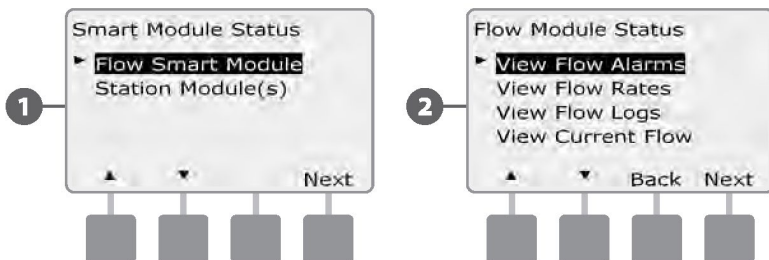 1
Smart Module Status
► Flow Smart Module
Station Module(s)
▲ ▼ Next
2
Flow Module Status
► View Flow Alarms
View Flow Rates
View Flow Logs
View Current Flow
▲ ▼ Back Next